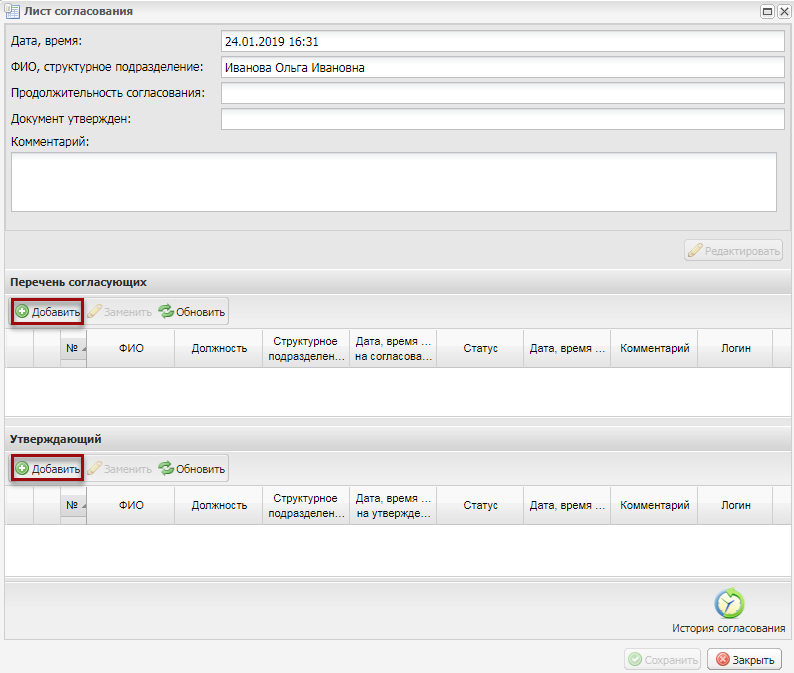 Лист согласования
Дата, время: 24.01.2019 16:31
ФИО, структурное подразделение: Иванова Ольга Ивановна
Продолжительность согласования:
Документ утвержден:
Комментарий:
Редактировать
Перечень согласующих
Добавить Заменить Обновить
№ ФИО Должность Структурное подразделен... Дата, время ... на согласова... Статус Дата, время ... Комментарий Логин
Утверждающий
Добавить Заменить Обновить
№ ФИО Должность Структурное подразделен... Дата, время ... на утвержде... Статус Дата, время ... Комментарий Логин
История согласования
Сохранить Закрыть